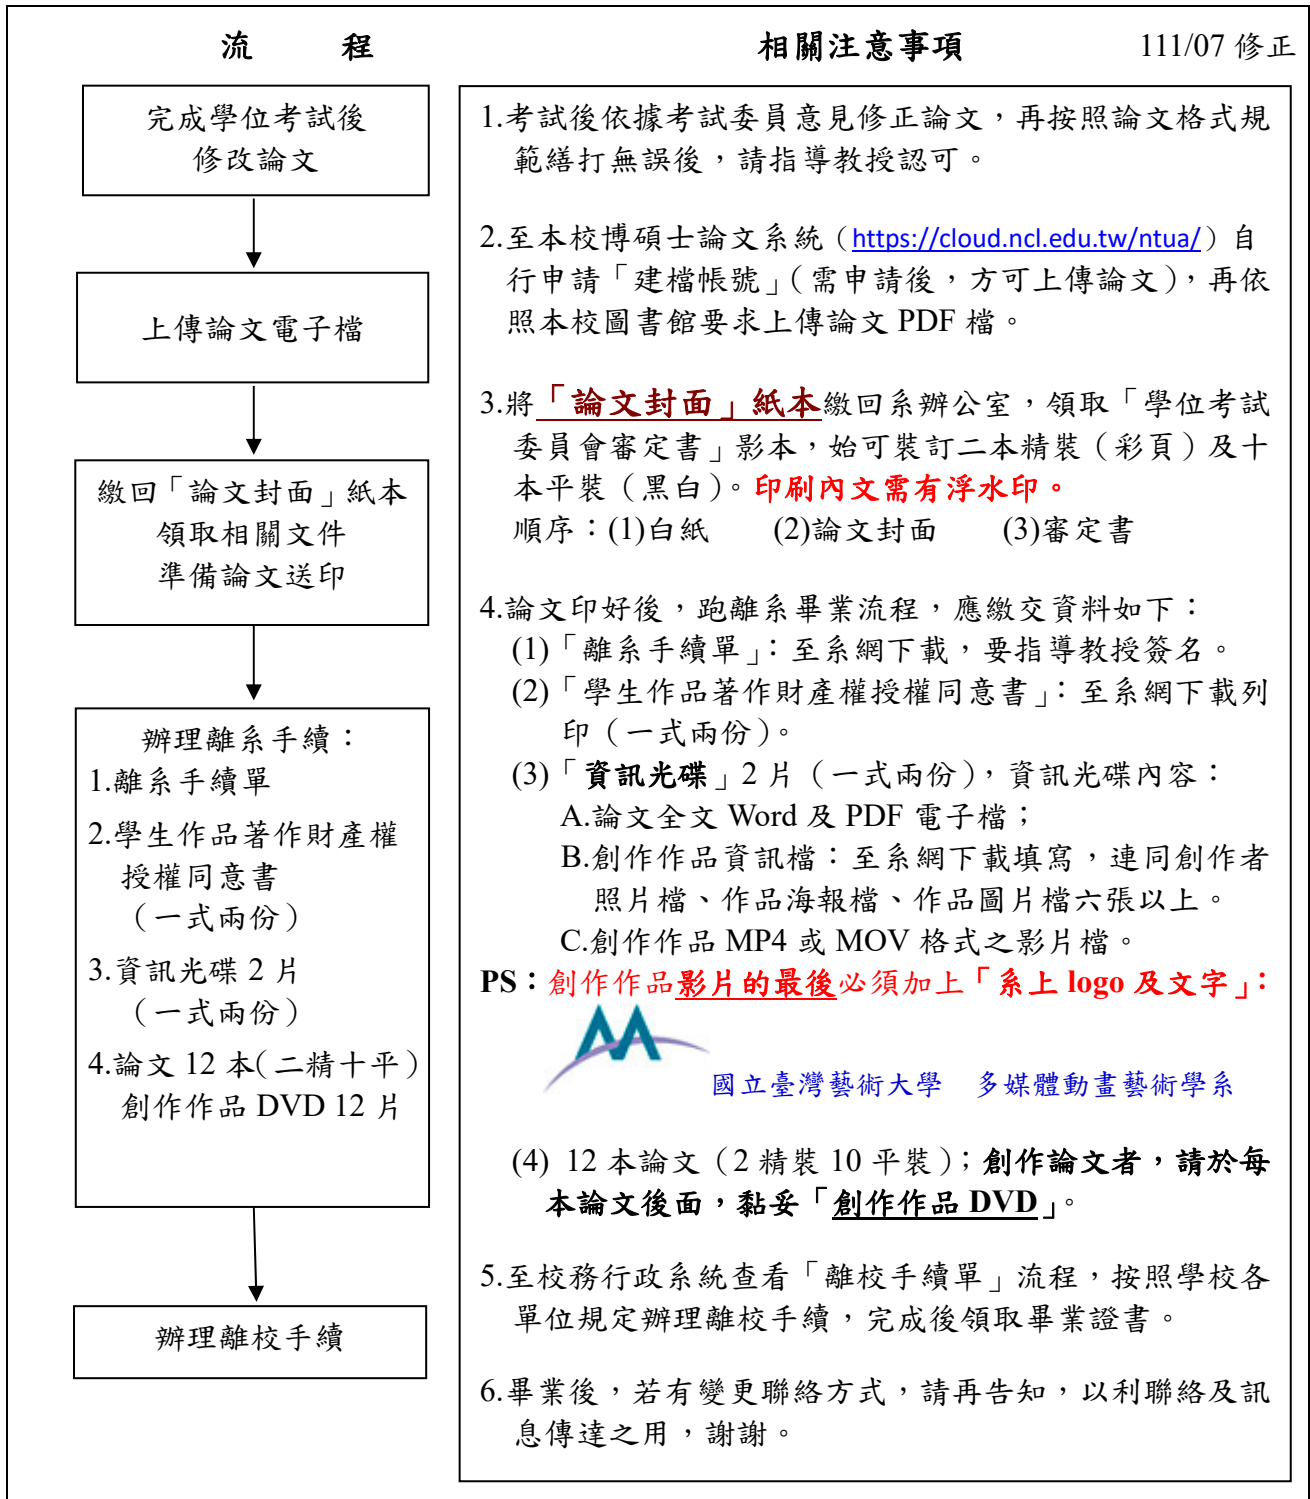 流　　程
相關注意事項
111/07 修正
完成學位考試後
修改論文
上傳論文電子檔
繳回「論文封面」紙本
領取相關文件
準備論文送印
辦理離系手續：
1.離系手續單
2.學生作品著作財產權
授權同意書
（一式兩份）
3.資訊光碟 2 片
（一式兩份）
4.論文 12 本（二精十平）
創作作品 DVD 12 片
辦理離校手續
1.考試後依據考試委員意見修正論文，再按照論文格式規
範繕打無誤後，請指導教授認可。
2.至本校博碩士論文系統（https://cloud.ncl.edu.tw/ntua/）自
行申請「建檔帳號」（需申請後，方可上傳論文），再依
照本校圖書館要求上傳論文 PDF 檔。
3.將「論文封面」紙本繳回系辦公室，領取「學位考試
委員會審定書」影本，始可裝訂二本精裝（彩頁）及十
本平裝（黑白）。印刷內文需有浮水印。
順序：(1)白紙　(2)論文封面　(3)審定書
4.論文印好後，跑離系畢業流程，應繳交資料如下：
(1)「離系手續單」：至系網下載，要指導教授簽名。
(2)「學生作品著作財產權授權同意書」：至系網下載列
印（一式兩份）。
(3)「資訊光碟」2 片（一式兩份），資訊光碟內容：
A.論文全文 Word 及 PDF 電子檔；
B.創作作品資訊檔：至系網下載填寫，連同創作者
照片檔、作品海報檔、作品圖片檔六張以上。
C.創作作品 MP4 或 MOV 格式之影片檔。
PS：創作作品影片的最後必須加上「系上 logo 及文字」：
國立臺灣藝術大學　多媒體動畫藝術學系
(4) 12 本論文（2 精裝 10 平裝）；創作論文者，請於每
本論文後面，黏妥「創作作品 DVD」。
5.至校務行政系統查看「離校手續單」流程，按照學校各
單位規定辦理離校手續，完成後領取畢業證書。
6.畢業後，若有變更聯絡方式，請再告知，以利聯絡及訊
息傳達之用，謝謝。